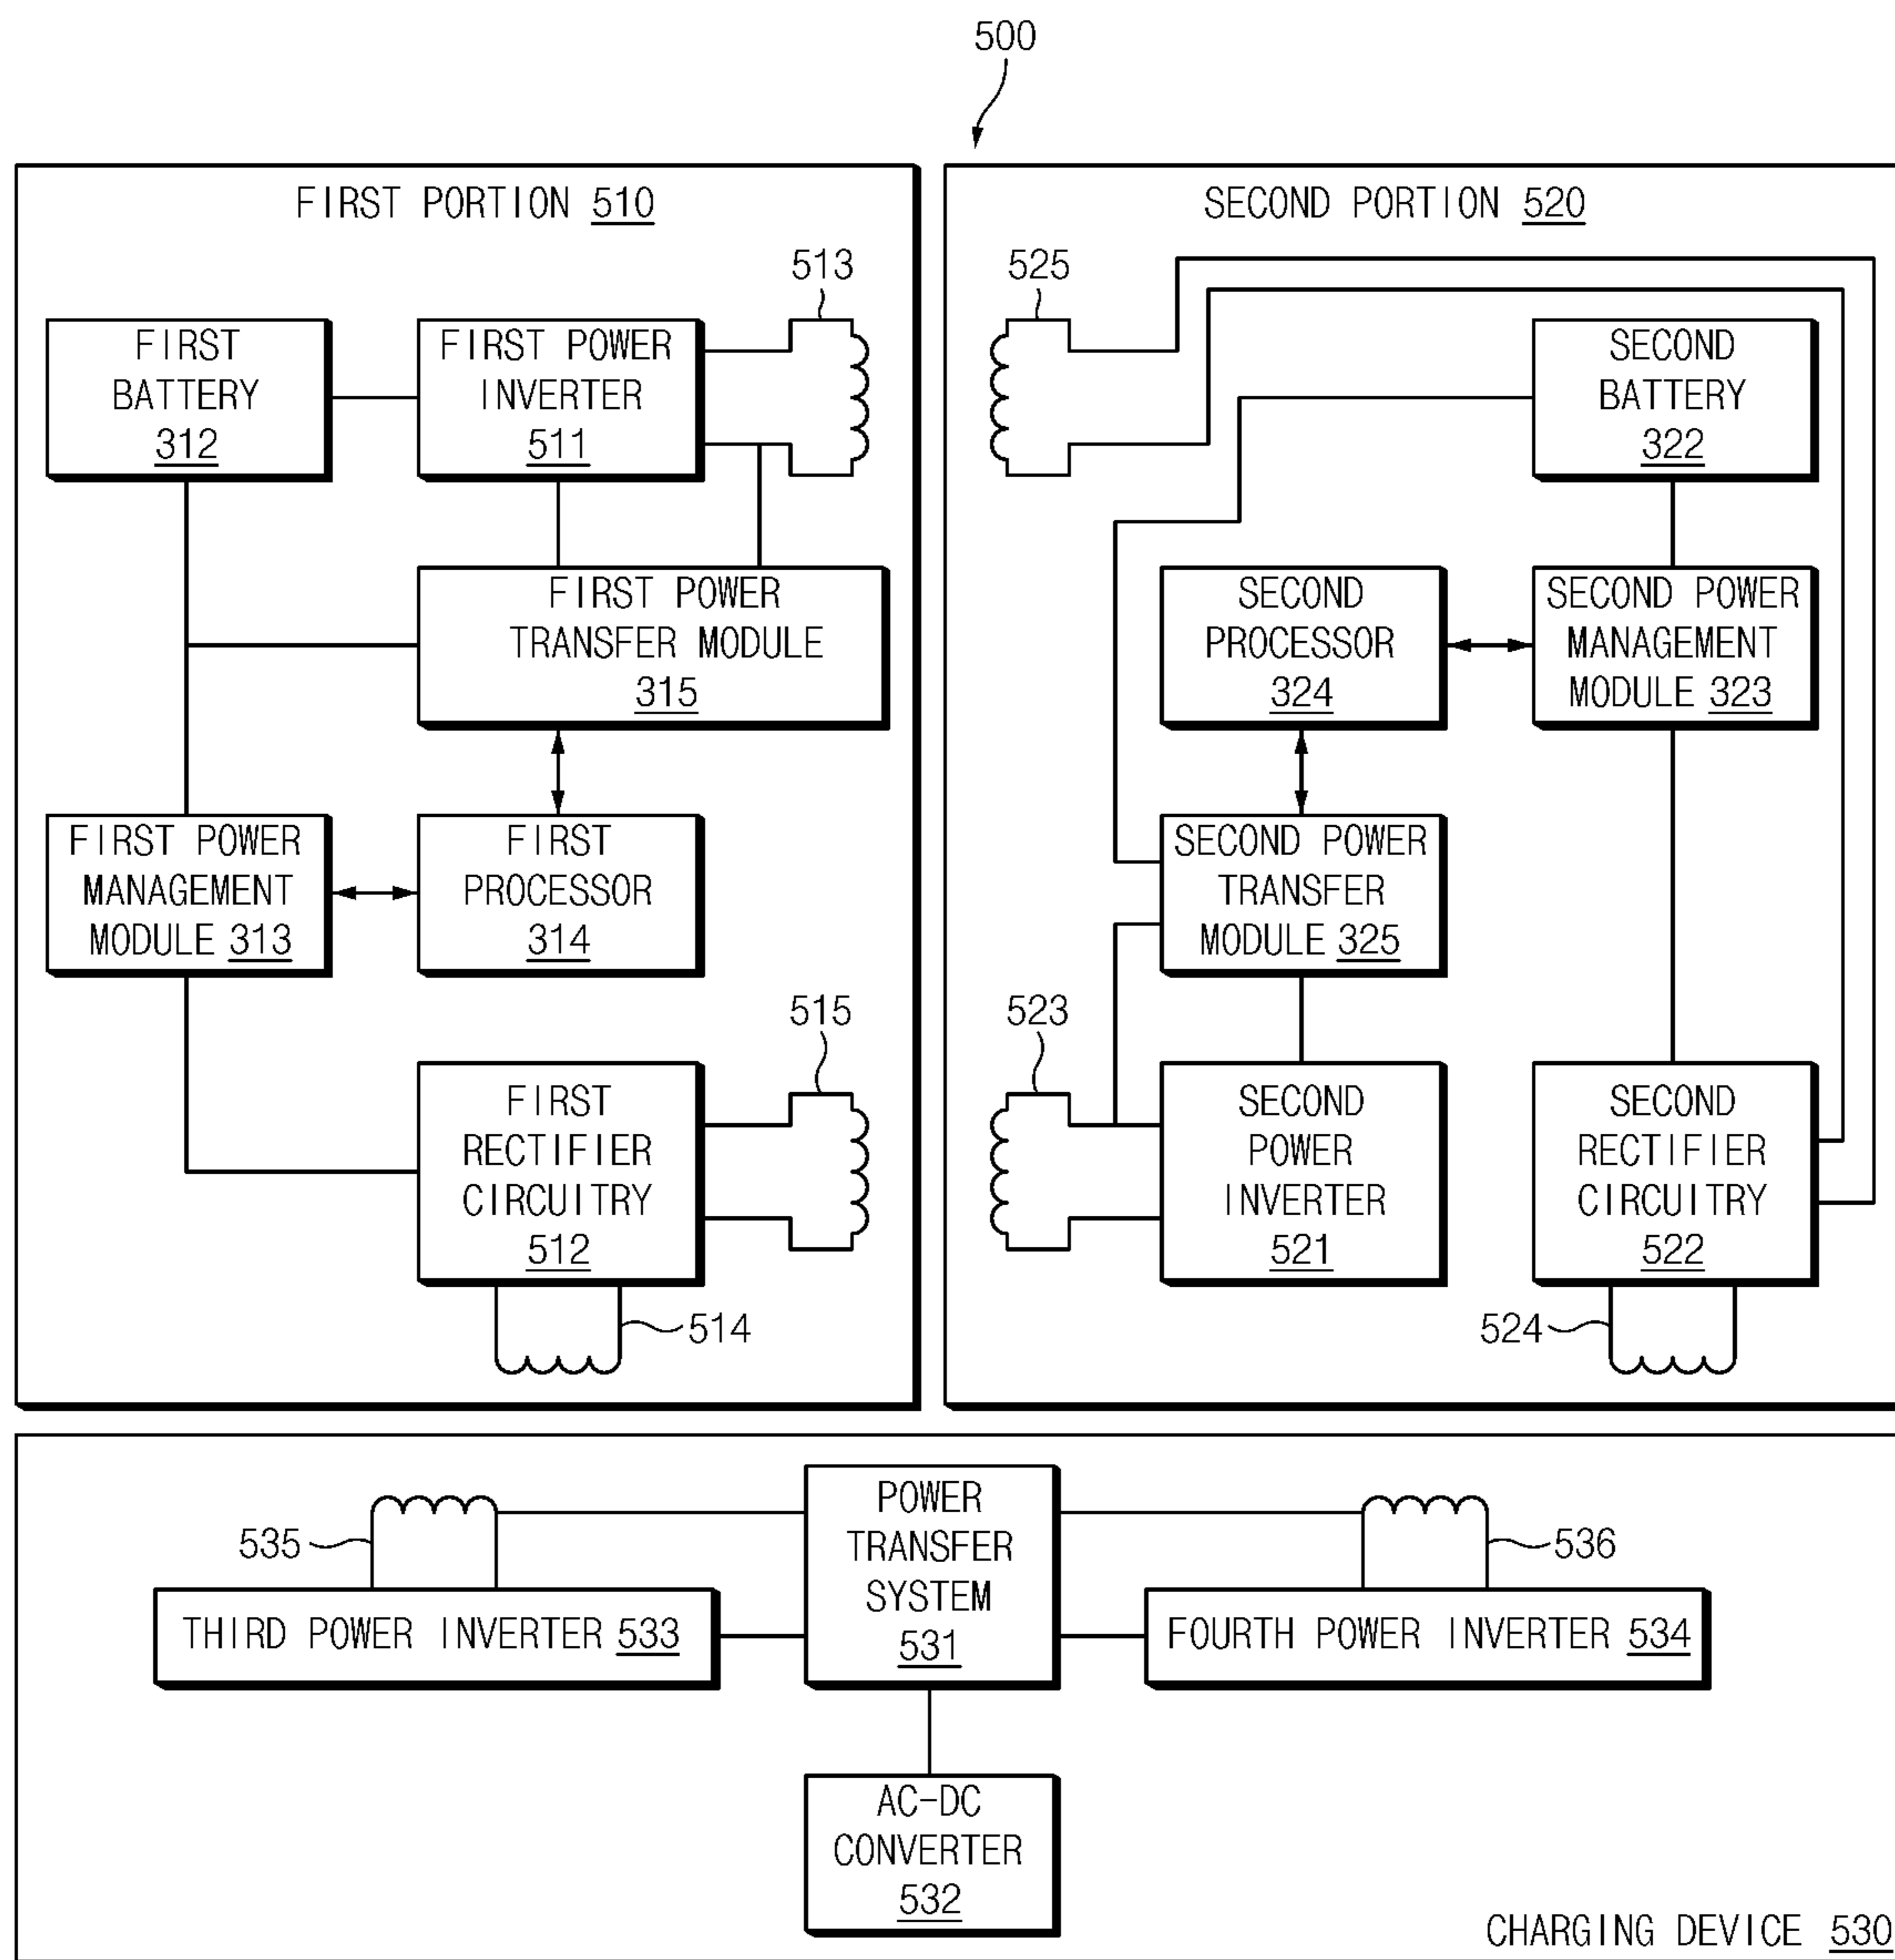 500
FIRST PORTION 510
513
FIRST
BATTERY
312
FIRST POWER
INVERTER
511
FIRST POWER
TRANSFER MODULE
315
FIRST POWER
MANAGEMENT
MODULE 313
FIRST
PROCESSOR
314
515
FIRST
RECTIFIER
CIRCUITRY
512
514
SECOND PORTION 520
525
SECOND
BATTERY
322
SECOND
PROCESSOR
324
SECOND POWER
MANAGEMENT
MODULE 323
SECOND POWER
TRANSFER
MODULE 325
523
SECOND
POWER
INVERTER
521
SECOND
RECTIFIER
CIRCUITRY
522
524
535
POWER
TRANSFER
SYSTEM
531
536
THIRD POWER INVERTER 533
FOURTH POWER INVERTER 534
AC-DC
CONVERTER
532
CHARGING DEVICE 530